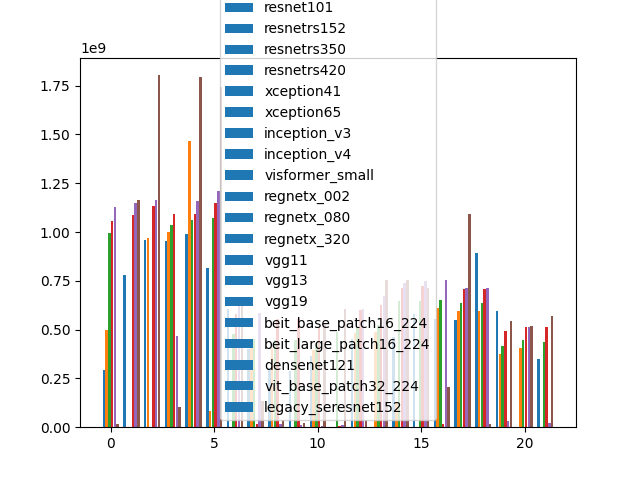 resnet101
resnetrs152
resnetrs350
resnetrs420
xception41
xception65
inception_v3
inception_v4
visformer_small
regnetx_002
regnetx_080
regnetx_320
vgg11
vgg13
vgg19
beit_base_patch16_224
beit_large_patch16_224
densenet121
vit_base_patch32_224
legacy_seresnet152
1e9
1.75
1.50
1.25
1.00
0.75
0.50
0.25
0.00
0 5 10 15 20